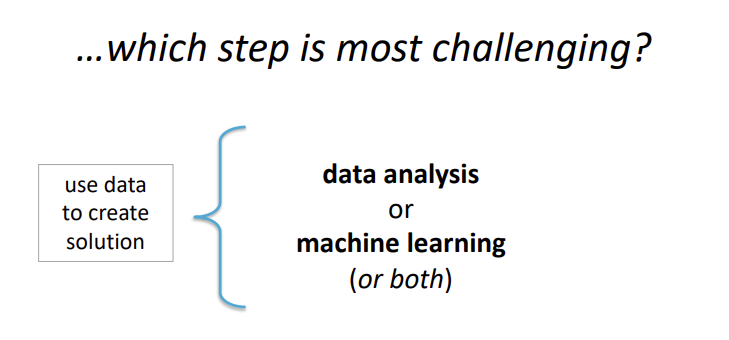 …which step is most challenging?
use data
to create
solution
data analysis
or
machine learning
(or both)